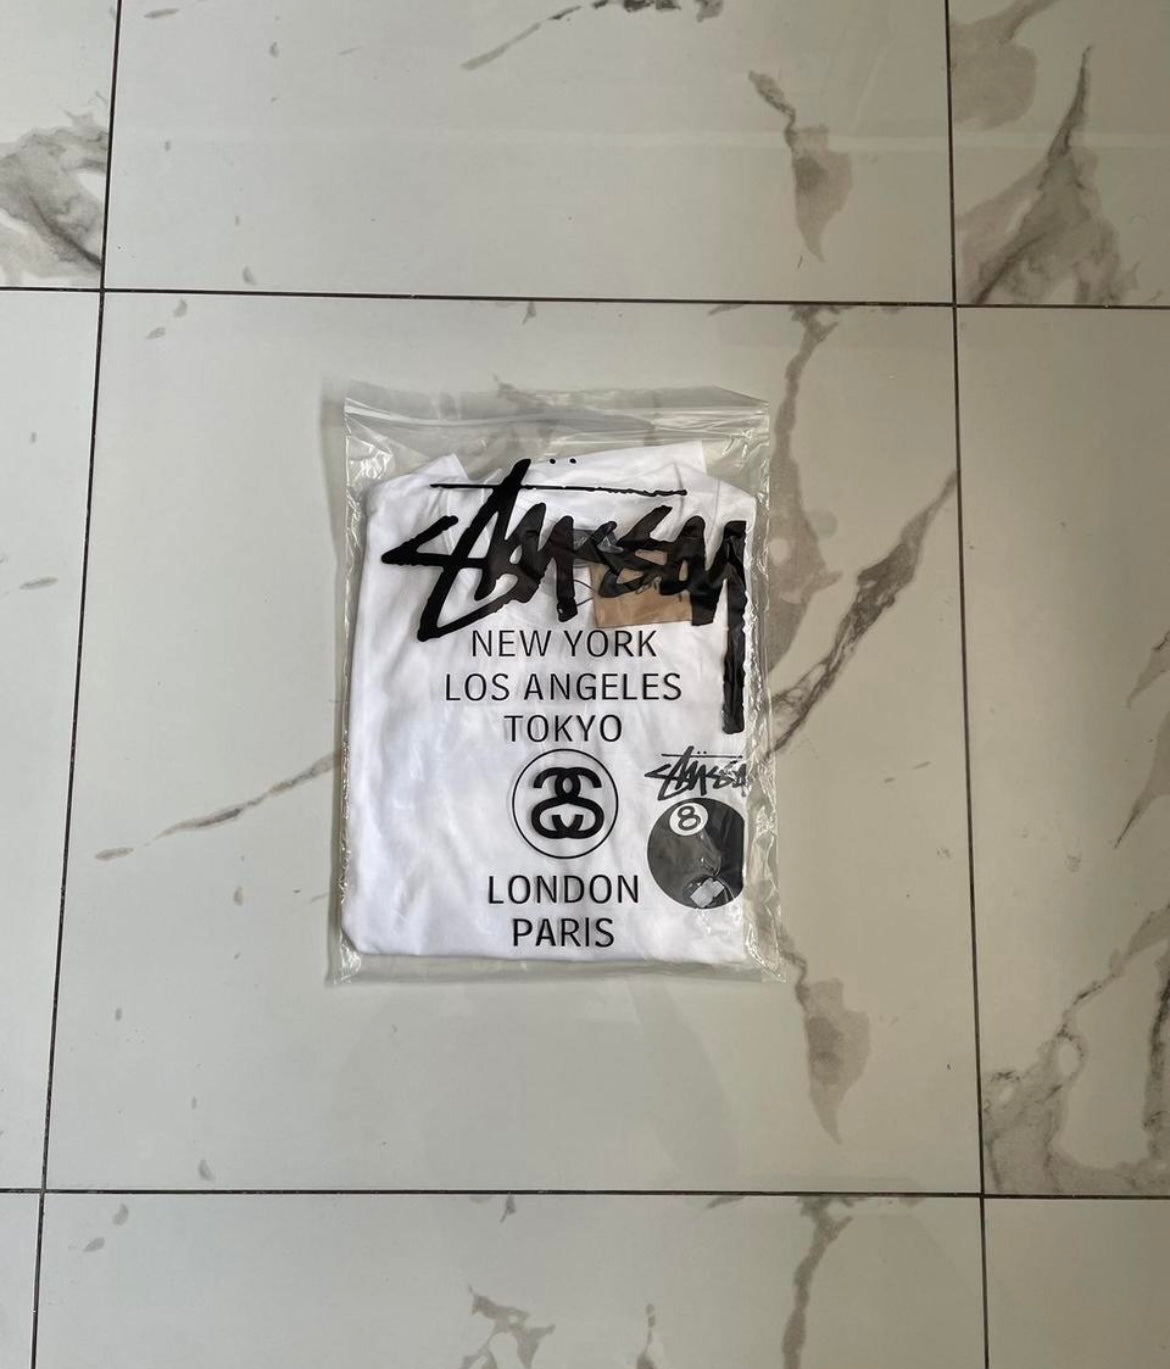 Stüssy
NEW YORK
LOS ANGELES
TOKYO
Stüssy
8
LONDON
PARIS